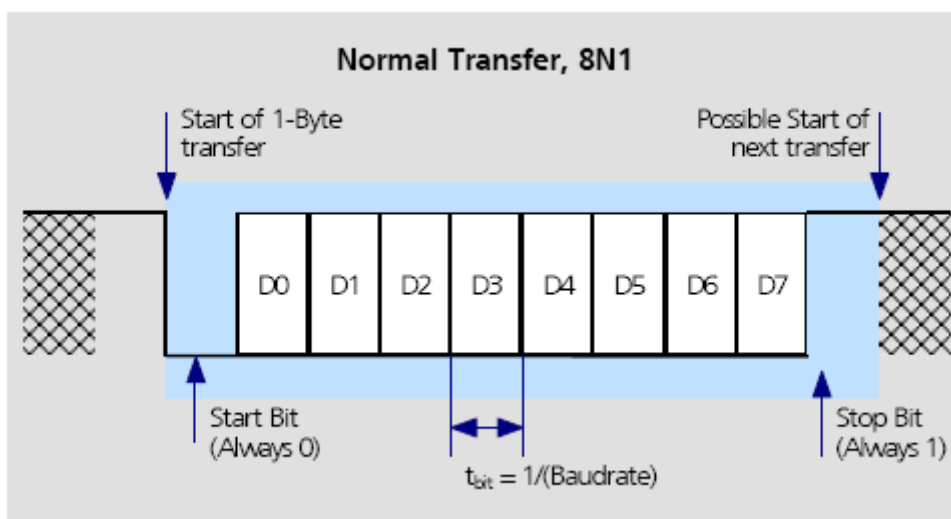 Normal Transfer, 8N1
Start of 1-Byte
transfer
Possible Start of
next transfer
D0 D1 D2 D3 D4 D5 D6 D7
Start Bit
(Always 0)
Stop Bit
(Always 1)
tbit = 1/(Baudrate)